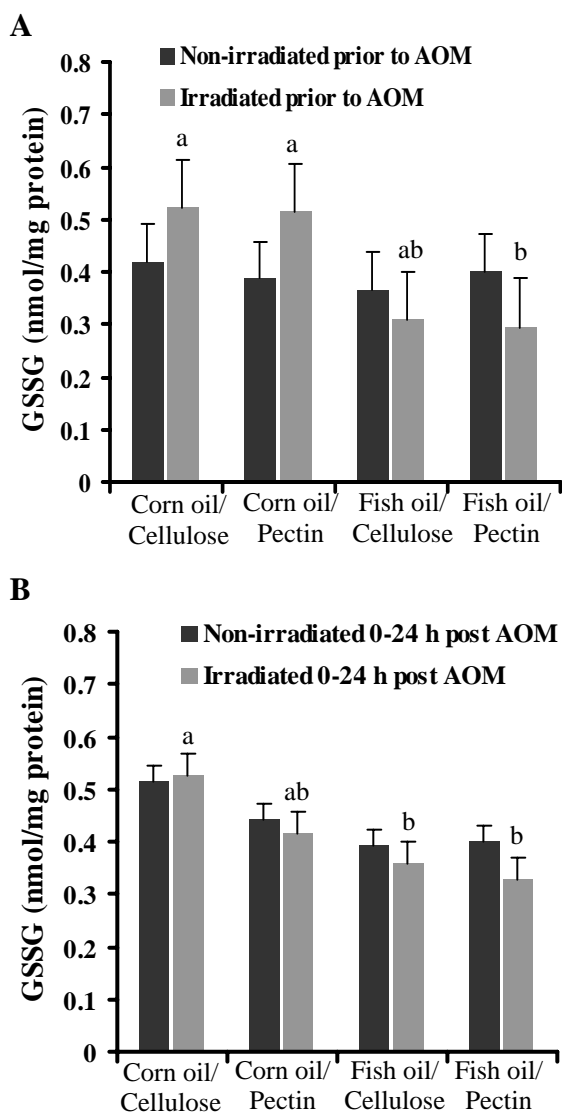 A
Non-irradiated prior to AOM
Irradiated prior to AOM
0.8
0.7
0.6
0.5
0.4
0.3
0.2
0.1
0
GSSG (nmol/mg protein)
a
a
ab
b
Corn oil/ Corn oil/ Fish oil/ Fish oil/
Cellulose Pectin Cellulose Pectin
B
Non-irradiated 0-24 h post AOM
Irradiated 0-24 h post AOM
0.8
0.7
0.6
0.5
0.4
0.3
0.2
0.1
0
GSSG (nmol/mg protein)
a
ab
b
b
Corn oil/ Corn oil/ Fish oil/ Fish oil/
Cellulose Pectin Cellulose Pectin